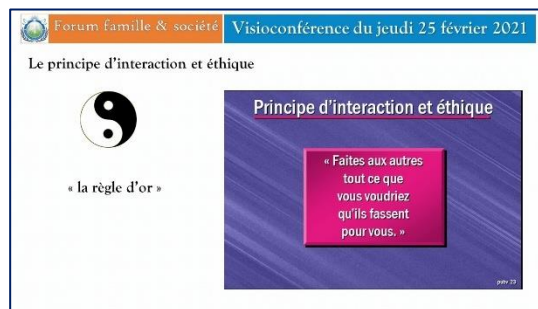 Forum famille & société
Visioconférence du jeudi 25 février 2021
Le principe d'interaction et éthique
« la règle d'or »
Principe d'interaction et éthique
« Faites aux autres
tout ce que
vous voudriez
qu'ils fassent
pour vous. »